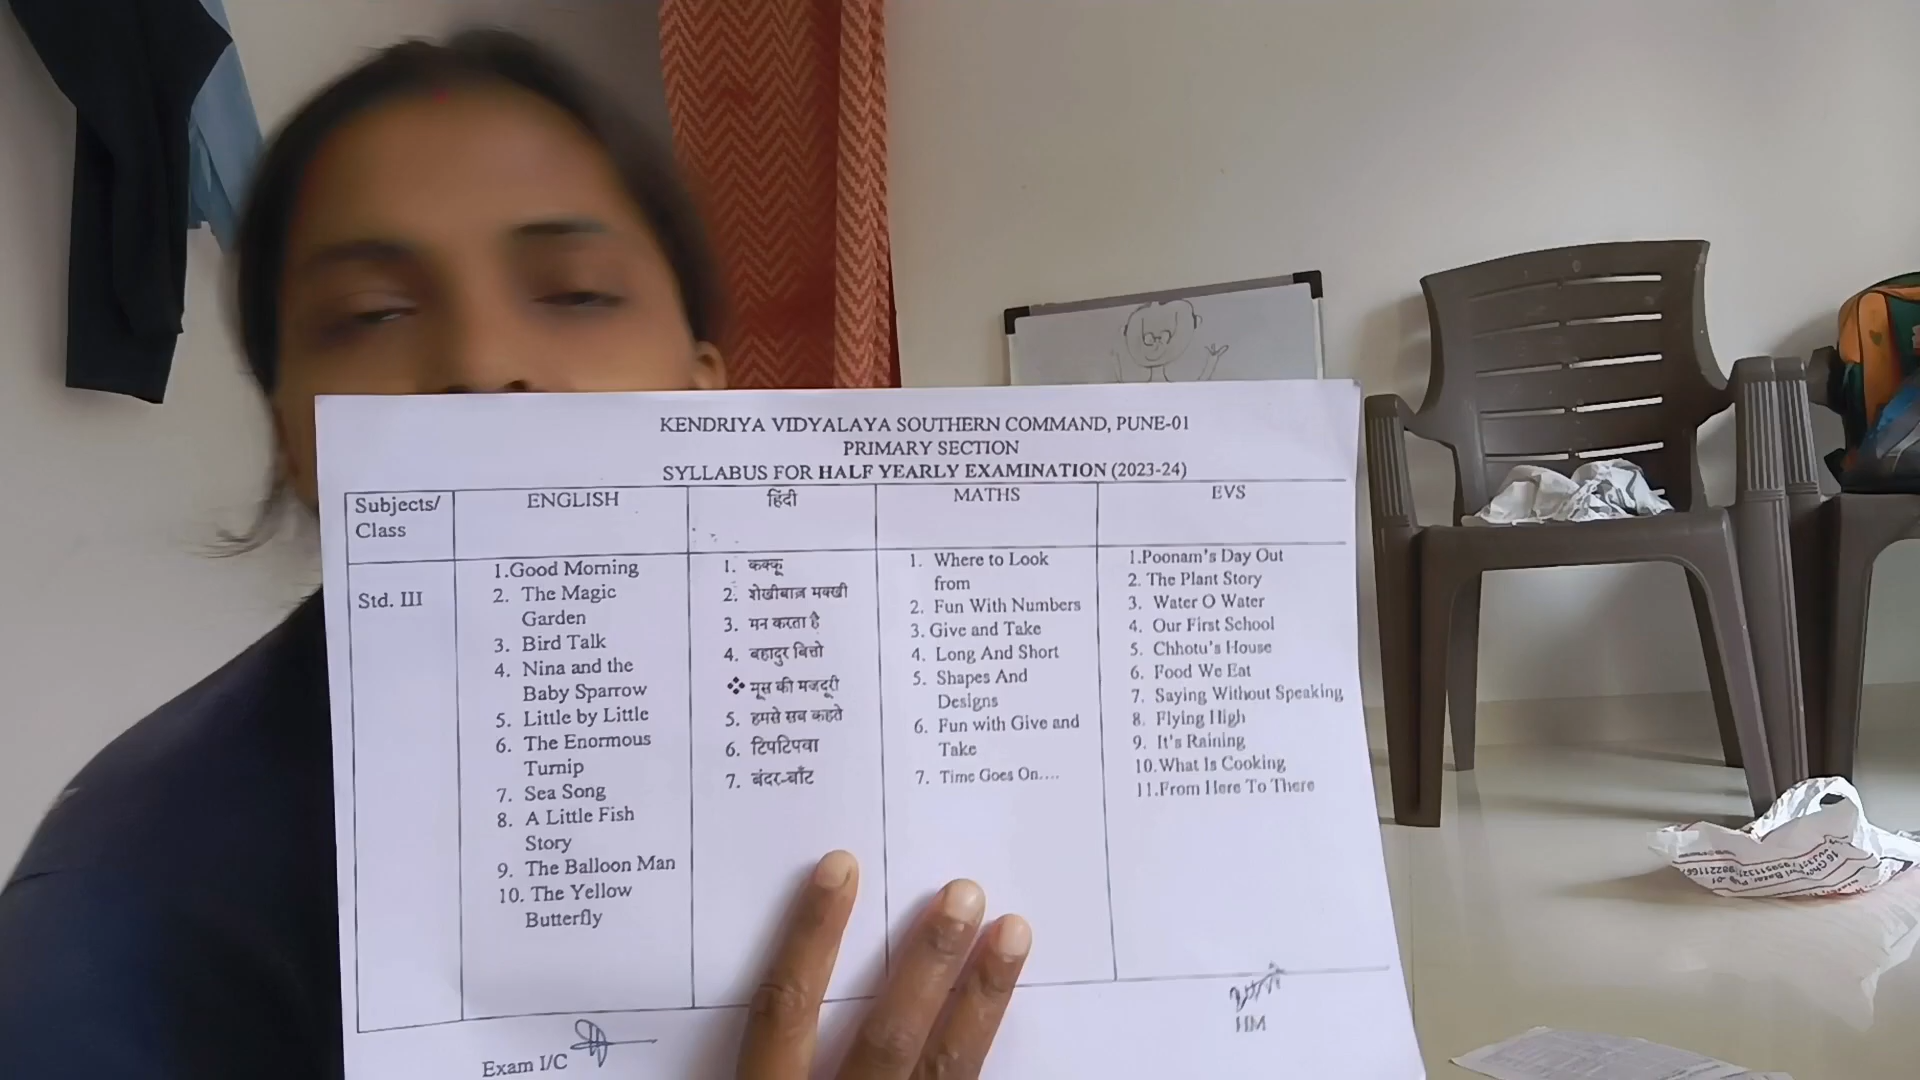 KENDRIYA VIDYALAYA SOUTHERN COMMAND, PUNE-01
PRIMARY SECTION
SYLLABUS FOR HALF YEARLY EXAMINATION (2023-24)
Subjects/
Class
ENGLISH
हिंदी
MATHS
EVS
Std. III
1.Good Morning
2. The Magic
Garden
3. Bird Talk
4. Nina and the
Baby Sparrow
5. Little by Little
6. The Enormous
Turnip
7. Sea Song
8. A Little Fish
Story
9. The Balloon Man
10. The Yellow
Butterfly
1. कक्कू
2. शेखीबाज़ मक्खी
3. मन करता है
4. बहादुर बित्तो
❖ मूस की मजदूरी
5. हमसे सब कहते
6. टिपटिपवा
7. बंदर-बाँट
1. Where to Look
from
2. Fun With Numbers
3. Give and Take
4. Long And Short
5. Shapes And
Designs
6. Fun with Give and
Take
7. Time Goes On....
1.Poonam's Day Out
2. The Plant Story
3. Water O Water
4. Our First School
5. Chhotu's House
6. Food We Eat
7. Saying Without Speaking
8. Flying High
9. It's Raining
10.What Is Cooking
11.From Here To There
Exam I/C
HM